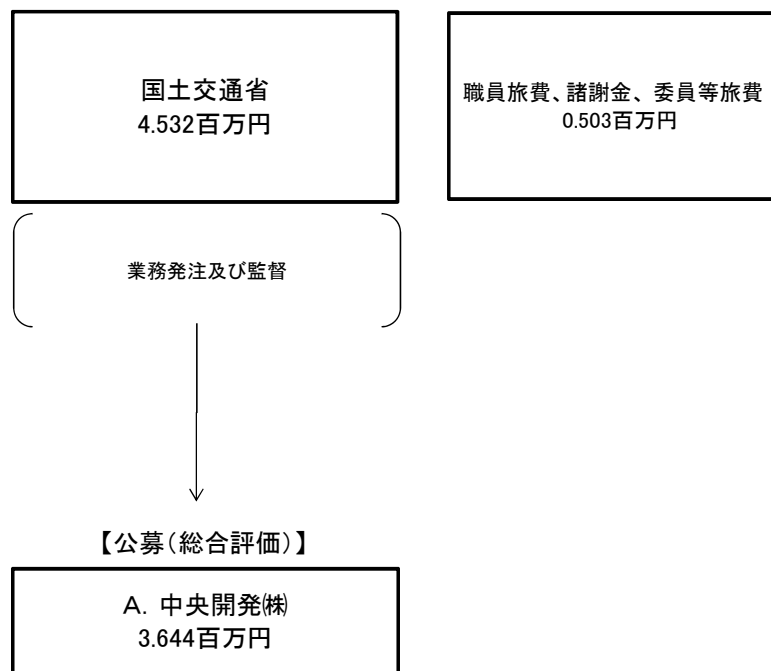 国土交通省
4.532百万円
職員旅費、諸謝金、委員等旅費
0.503百万円
業務発注及び監督
【公募（総合評価）】
A. 中央開発㈱
3.644百万円